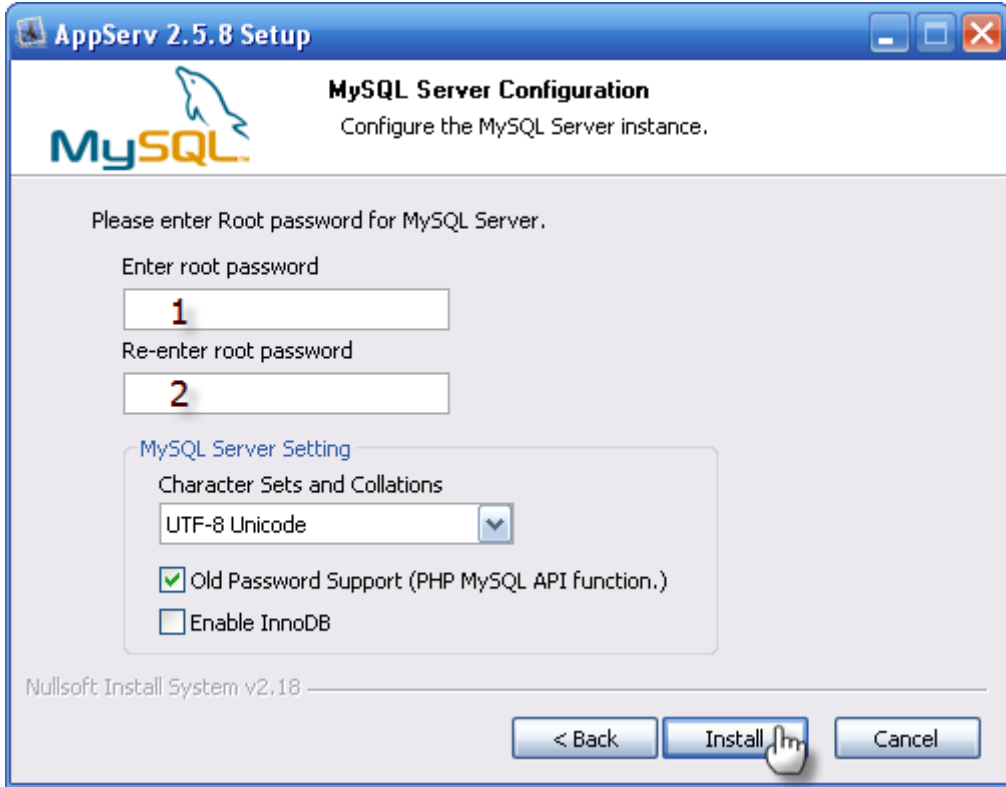 AppServ 2.5.8 Setup
MySQL
MySQL Server Configuration
Configure the MySQL Server instance.
Please enter Root password for MySQL Server.
Enter root password
1
Re-enter root password
2
MySQL Server Setting
Character Sets and Collations
UTF-8 Unicode
Old Password Support (PHP MySQL API function.)
Enable InnoDB
Nullsoft Install System v2.18
< Back Install Cancel